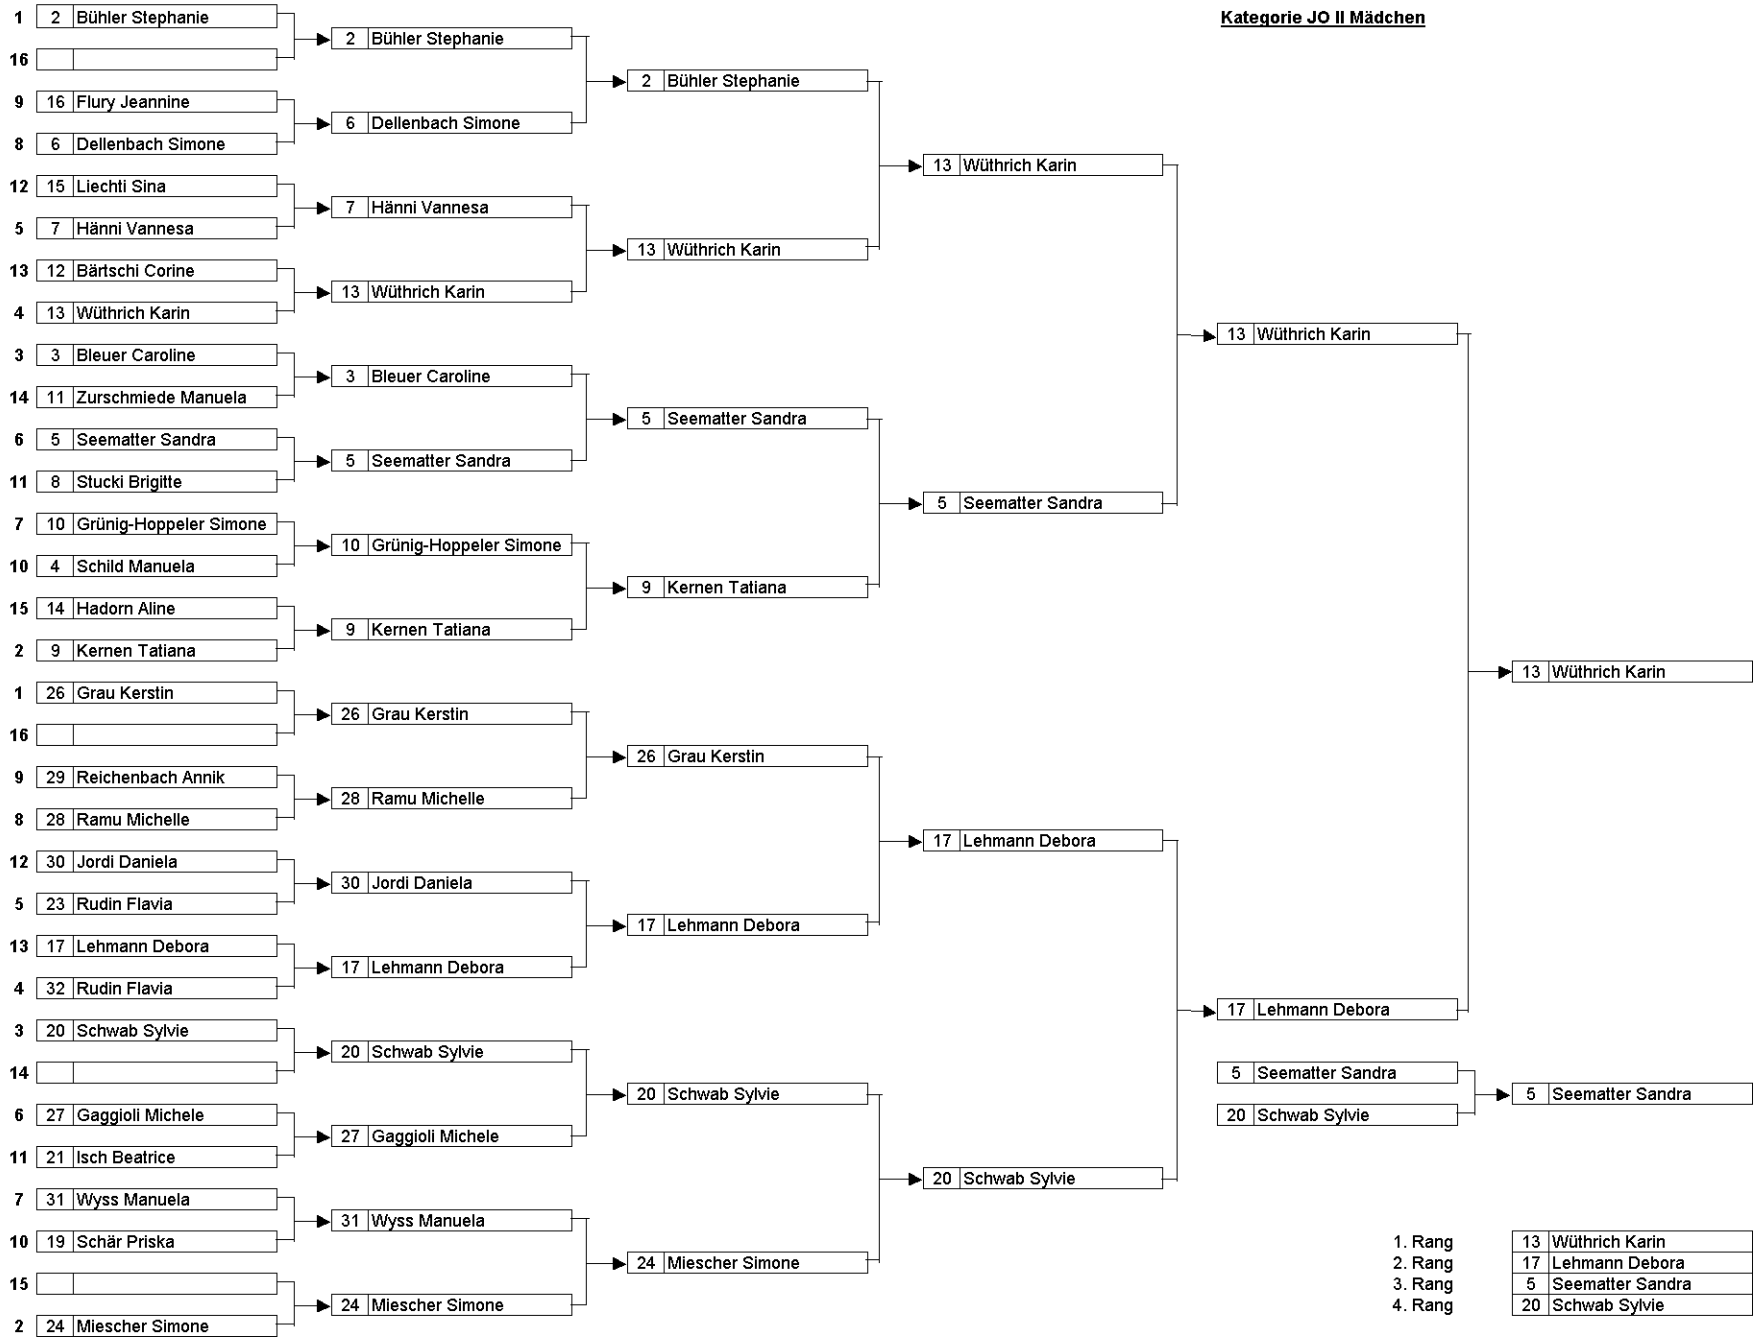 Kategorie JO II Mädchen
1 2 Bühler Stephanie
16
9 16 Flury Jeannine
8 6 Dellenbach Simone
12 15 Liechti Sina
5 7 Hänni Vannesa
13 12 Bärtschi Corine
4 13 Wüthrich Karin
3 3 Bleuer Caroline
14 11 Zurschmiede Manuela
6 5 Seematter Sandra
11 8 Stucki Brigitte
7 10 Grünig-Hoppeler Simone
10 4 Schild Manuela
15 14 Hadorn Aline
2 9 Kernen Tatiana
1 26 Grau Kerstin
16
9 29 Reichenbach Annik
8 28 Ramu Michelle
12 30 Jordi Daniela
5 23 Rudin Flavia
13 17 Lehmann Debora
4 32 Rudin Flavia
3 20 Schwab Sylvie
14
6 27 Gaggioli Michele
11 21 Isch Beatrice
7 31 Wyss Manuela
10 19 Schär Priska
15
2 24 Miescher Simone
2 Bühler Stephanie
6 Dellenbach Simone
7 Hänni Vannesa
13 Wüthrich Karin
3 Bleuer Caroline
5 Seematter Sandra
10 Grünig-Hoppeler Simone
9 Kernen Tatiana
26 Grau Kerstin
28 Ramu Michelle
30 Jordi Daniela
17 Lehmann Debora
20 Schwab Sylvie
27 Gaggioli Michele
31 Wyss Manuela
24 Miescher Simone
2 Bühler Stephanie
13 Wüthrich Karin
5 Seematter Sandra
9 Kernen Tatiana
26 Grau Kerstin
17 Lehmann Debora
20 Schwab Sylvie
24 Miescher Simone
13 Wüthrich Karin
5 Seematter Sandra
17 Lehmann Debora
20 Schwab Sylvie
13 Wüthrich Karin
17 Lehmann Debora
5 Seematter Sandra
20 Schwab Sylvie
13 Wüthrich Karin
5 Seematter Sandra
1. Rang 13 Wüthrich Karin
2. Rang 17 Lehmann Debora
3. Rang 5 Seematter Sandra
4. Rang 20 Schwab Sylvie